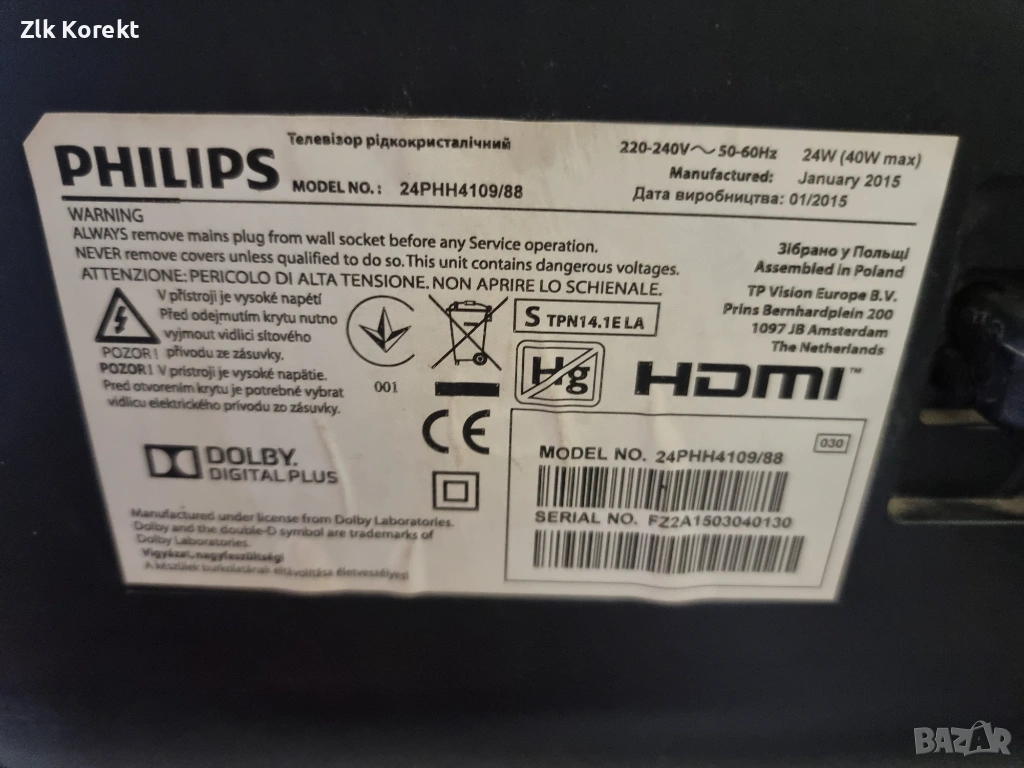 Zlk Korekt
PHILIPS
Телевізор рідкокристалічний
MODEL NO.: 24PHH4109/88
220-240V~50-60Hz 24W (40W max)
Manufactured: January 2015
Дата виробництва: 01/2015
WARNING
ALWAYS remove mains plug from wall socket before any Service operation.
NEVER remove covers unless qualified to do so. This unit contains dangerous voltages.
ATTENZIONE: PERICOLO DI ALTA TENSIONE. NON APRIRE LO SCHIENALE.
Зібрано у Польщі
Assembled in Poland
TP Vision Europe B.V.
Prins Bernhardplein 200
1097 JB Amsterdam
The Netherlands
V přístroji je vysoké napětí
Před odejmutím krytu nutno
vyjmout vidlici síťového
POZOR! přívodu ze zásuvky.
POZOR! V prístroji je vysoké napätie.
Pred otvorením krytu je potrebné vybrat
vidlicu elektrického prívodu zo zásuvky.
001
S TPN14.1E LA
Hg
HDMI™
CE
DOLBY.
DIGITAL PLUS
Manufactured under license from Dolby Laboratories.
Dolby and the double-D symbol are trademarks of
Dolby Laboratories.
Vigyázat, nagyfeszültség!
A készülék burkolatának eltávolítása életveszélyes!
030
MODEL NO. 24PHH4109/88
SERIAL NO. FZ2A1503040130
BAZAR